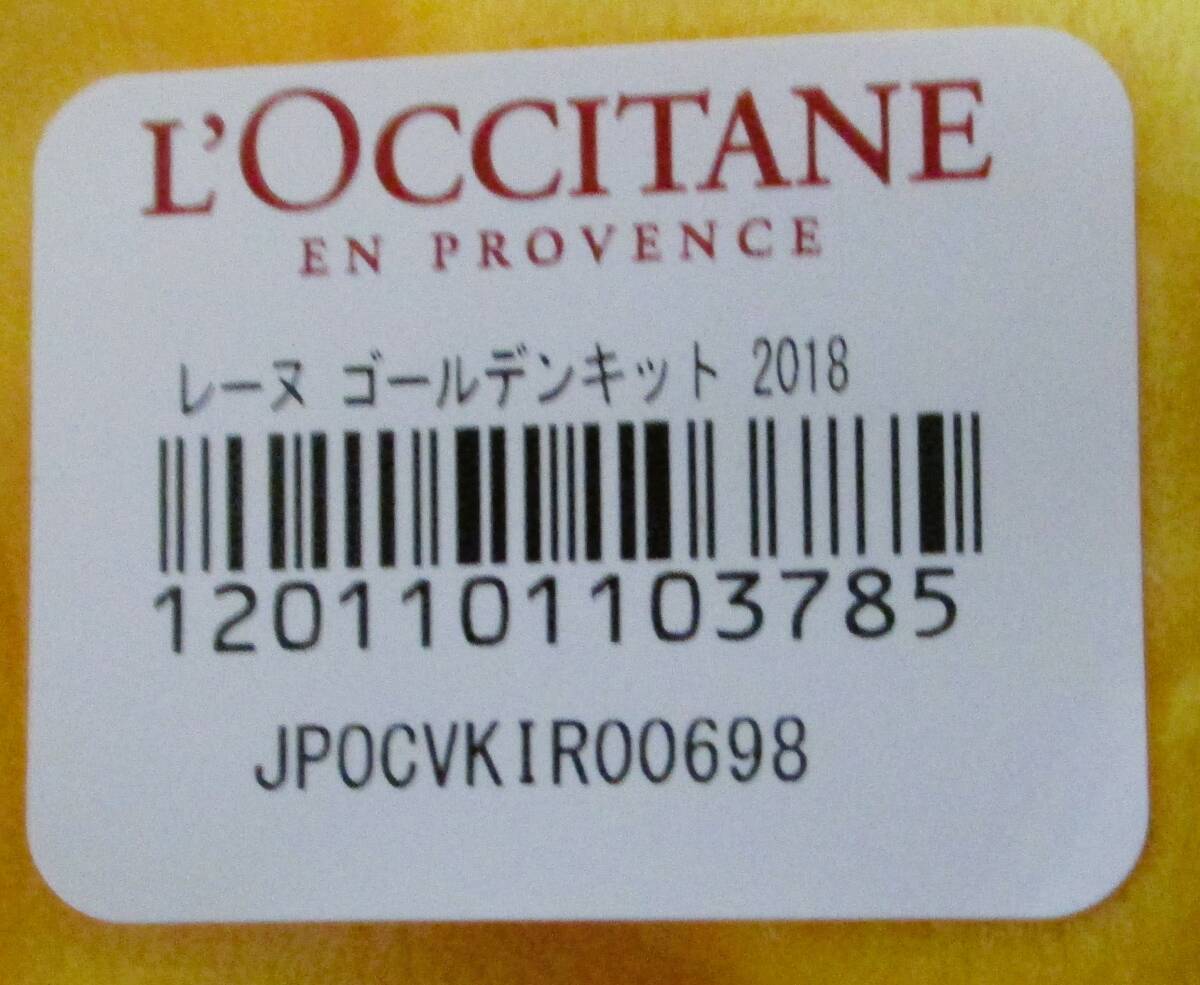 L'OCCITANE
EN PROVENCE
レーヌ ゴールデンキット 2018
1201101103785
JPOCVKIR00698